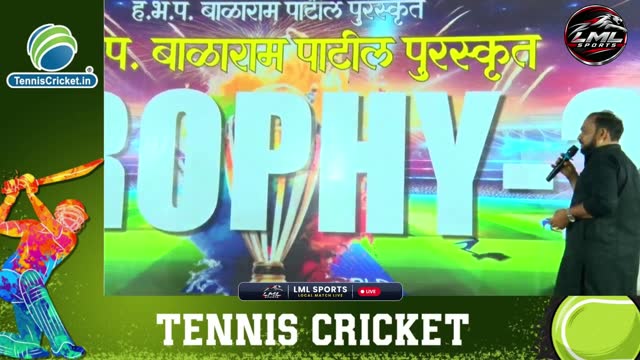 ह.भ.प. बाळाराम पाटील पुरस्कृत
प. बाळाराम पाटील पुरस्कृत
ROPHY-
TennisCricket.in
LML
SPORTS
LML SPORTS
LOCAL MATCH LIVE
LIVE
TENNIS CRICKET